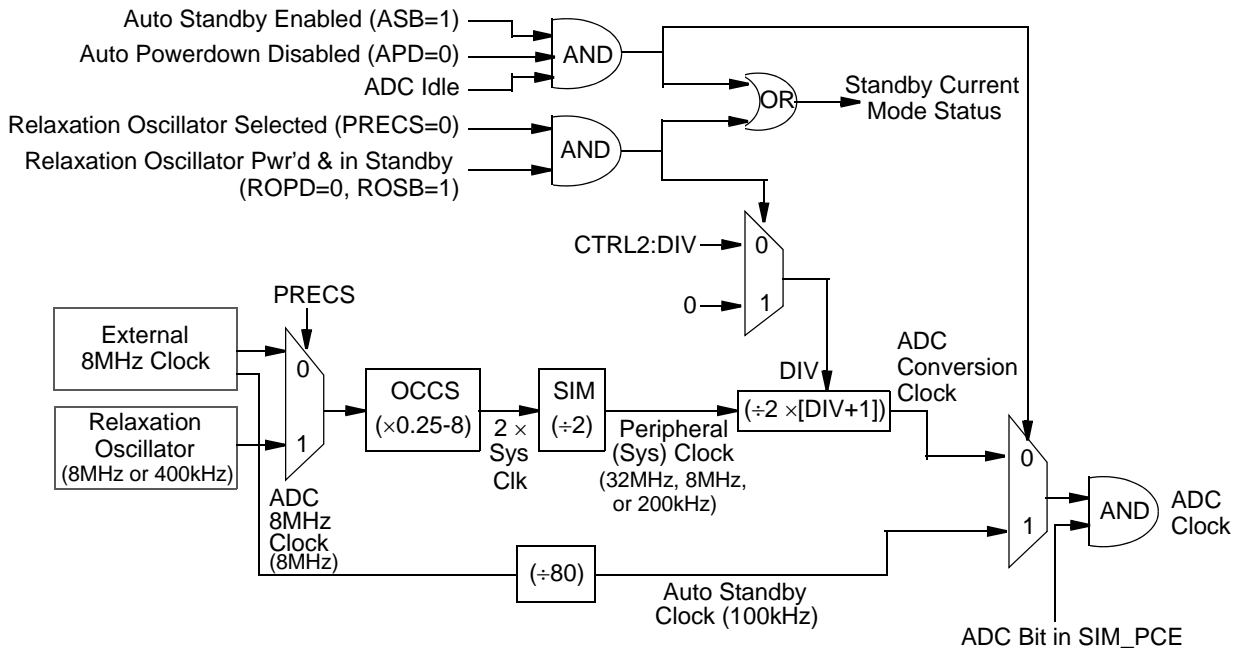 Auto Standby Enabled (ASB=1)
Auto Powerdown Disabled (APD=0)
ADC Idle
AND
Relaxation Oscillator Selected (PRECS=0)
Relaxation Oscillator Pwr'd & in Standby
(ROPD=0, ROSB=1)
AND
OR
Standby Current
Mode Status
CTRL2:DIV
0
0
1
PRECS
External
8MHz Clock
Relaxation
Oscillator
(8MHz or 400kHz)
0
1
ADC
8MHz
Clock
(8MHz)
OCCS
(×0.25-8)
2 ×
Sys
Clk
SIM
(÷2)
Peripheral
(Sys) Clock
(32MHz, 8MHz,
or 200kHz)
DIV
(÷2 ×[DIV+1])
ADC
Conversion
Clock
0
1
AND
ADC
Clock
(÷80)
Auto Standby
Clock (100kHz)
ADC Bit in SIM_PCE